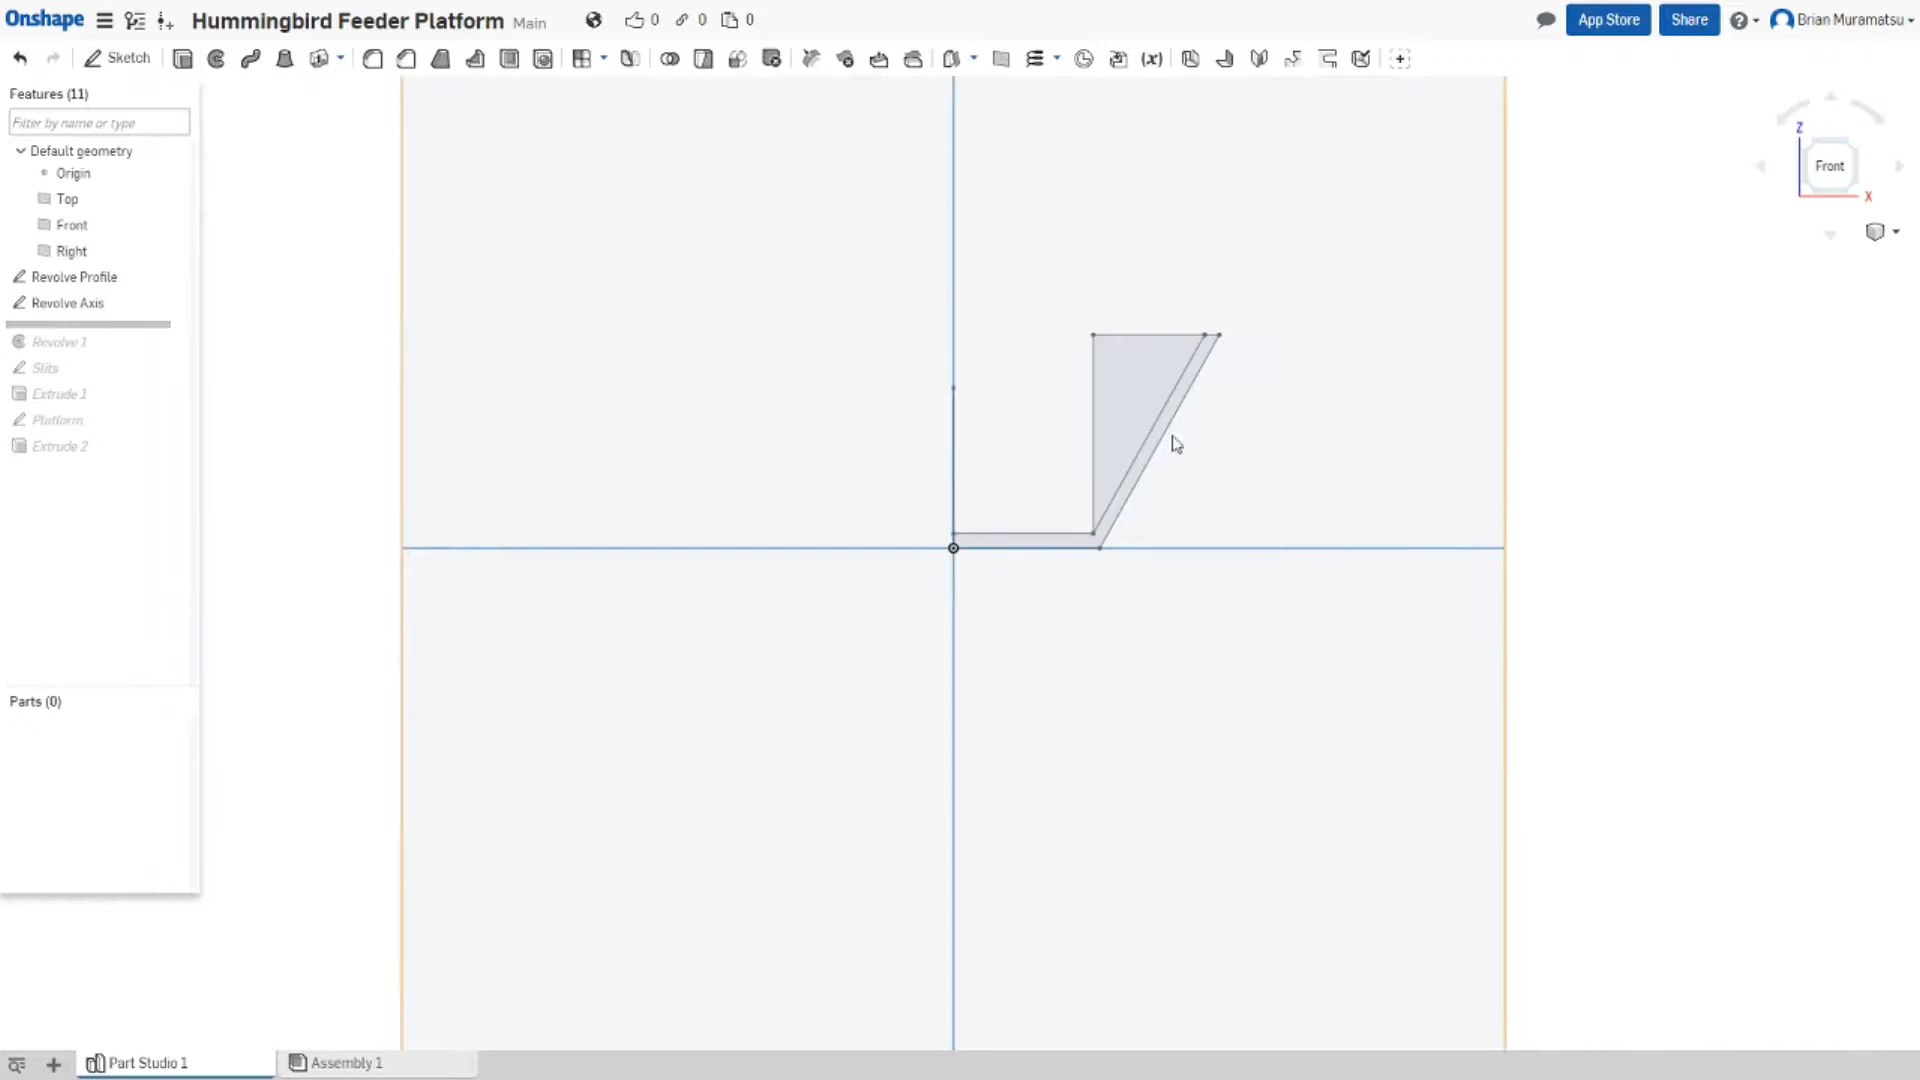 Onshape Hummingbird Feeder Platform Main 0 0 0 App Store Share Brian Muramatsu
Sketch (x)
Features (11)
Filter by name or type
Default geometry
Origin
Top
Front
Right
Revolve Profile
Revolve Axis
Revolve 1
Slits
Extrude 1
Platform
Extrude 2
Parts (0)
Z
Front
X
Part Studio 1 Assembly 1